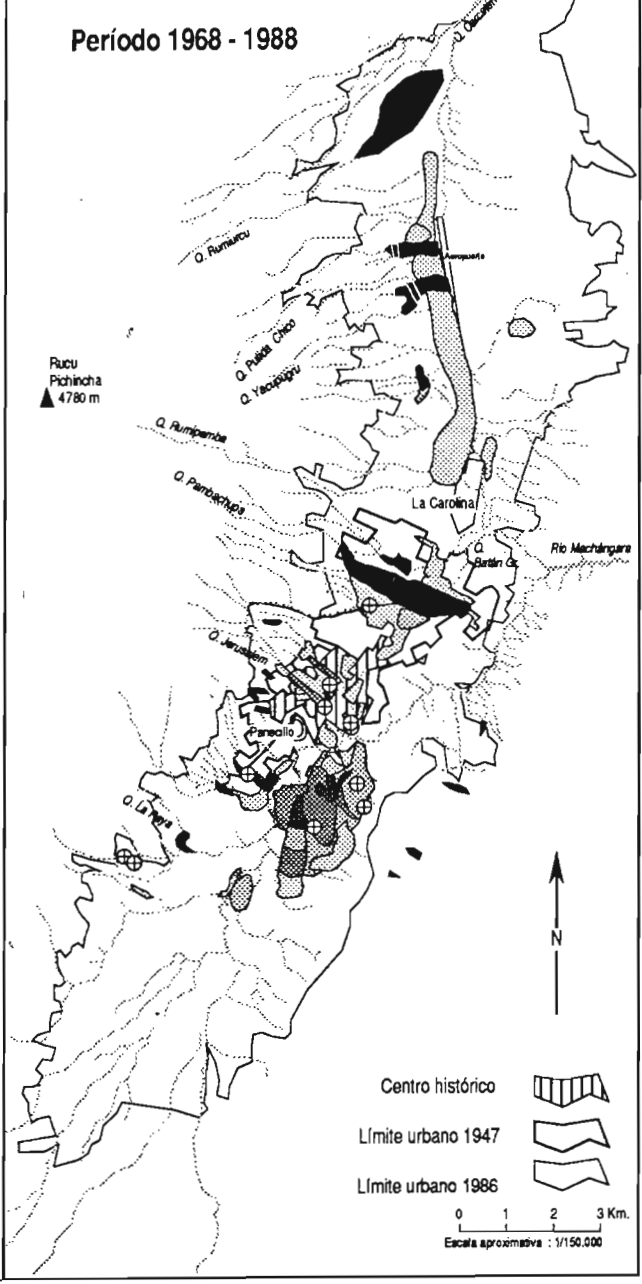 Período 1968 - 1988
Q. Rumiurcu
Aeropuerto
Q. Pulida Chico
Q. Yacupugru
Rucu
Pichincha
4780 m
Q. Rumipamba
Q. Pambachupa
La Carolina
Q.
Batán Gr.
Río Machángara
Q. Jerusalem
Panecillo
Q. La Raya
N
Centro histórico
Límite urbano 1947
Límite urbano 1986
0 1 2 3 Km.
Escala aproximativa : 1/150.000